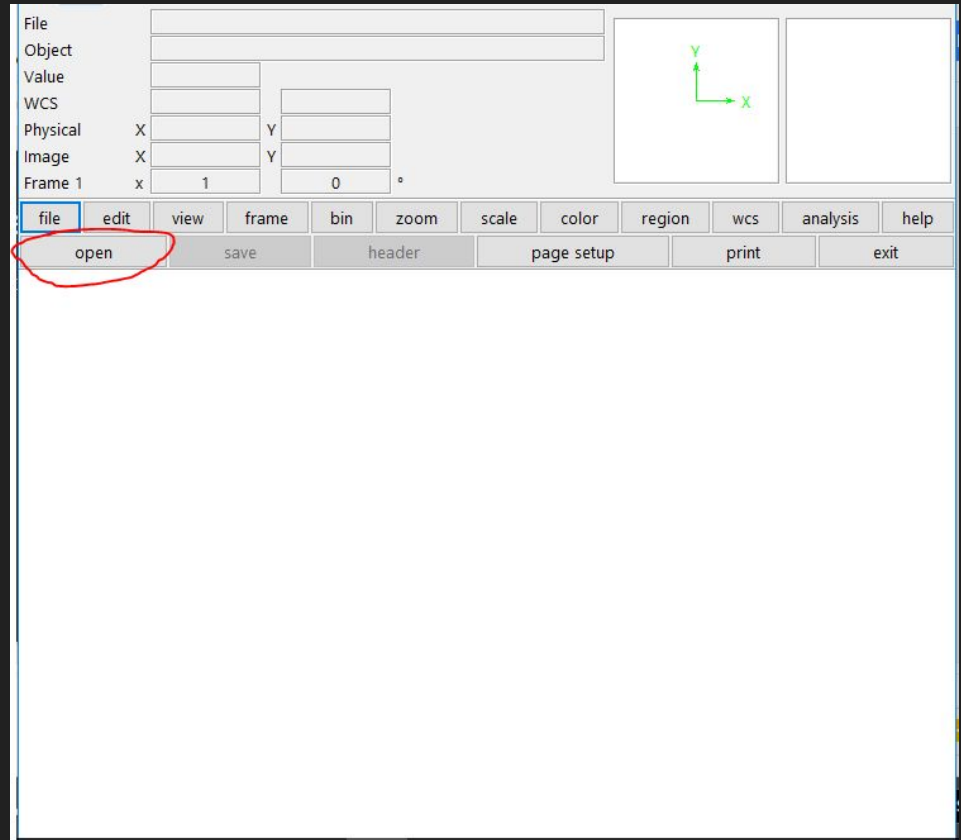 File
Object
Value
WCS
Physical X Y
Image X Y
Frame 1 x 1 0 °
Y
X
file edit view frame bin zoom scale color region wcs analysis help
open save header page setup print exit